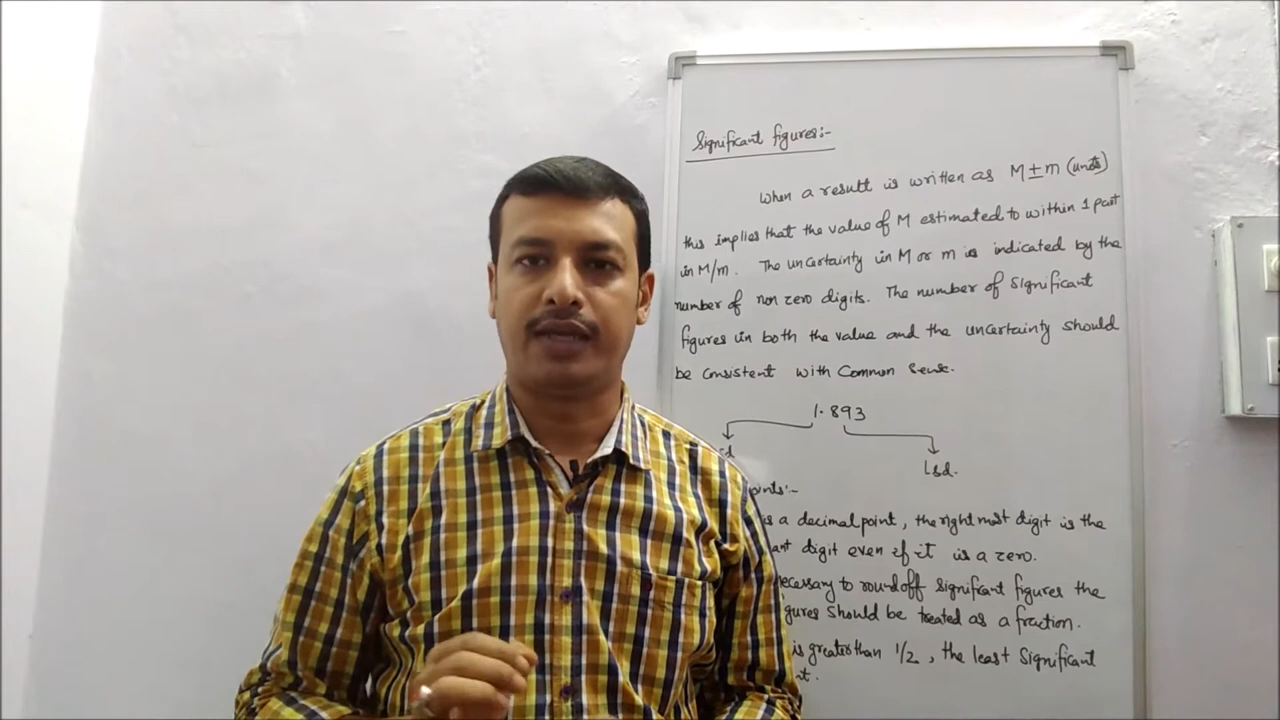 Significant figures:-
When a result is written as M±m (units)
this implies that the value of M estimated to within 1 part
in M/m. The uncertainty in M or m is indicated by the
number of non zero digits. The number of significant
figures in both the value and the uncertainty should
be consistent with Common sense.
1.893
sd
lsd.
points:-
is a decimal point, the right most digit is the
ant digit even if it is a zero.
ecessary to round off significant figures the
gures should be treated as a fraction.
is greater than 1/2, the least significant
nt.